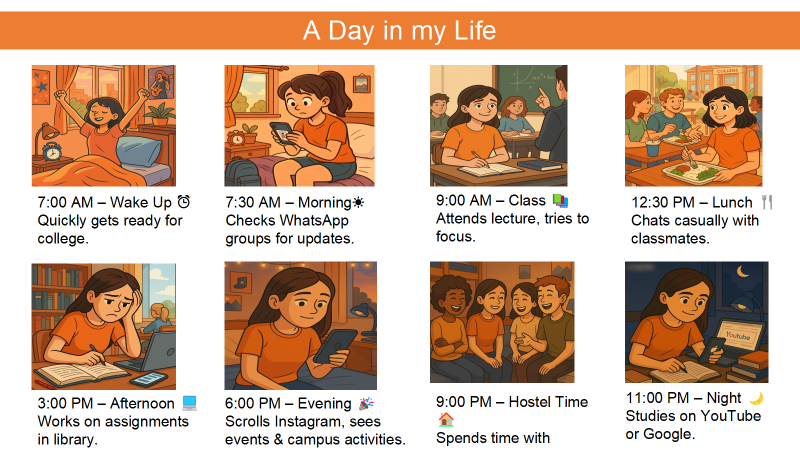 A Day in my Life
COLLEGE
7:00 AM – Wake Up ⏰
Quickly gets ready for
college.
7:30 AM – Morning☀
Checks WhatsApp
groups for updates.
9:00 AM – Class 📚
Attends lecture, tries to
focus.
12:30 PM – Lunch 🍴
Chats casually with
classmates.
Youtube
3:00 PM – Afternoon 💻
Works on assignments
in library.
6:00 PM – Evening 🎉
Scrolls Instagram, sees
events & campus activities.
9:00 PM – Hostel Time
🏠
Spends time with
11:00 PM – Night 🌙
Studies on YouTube
or Google.